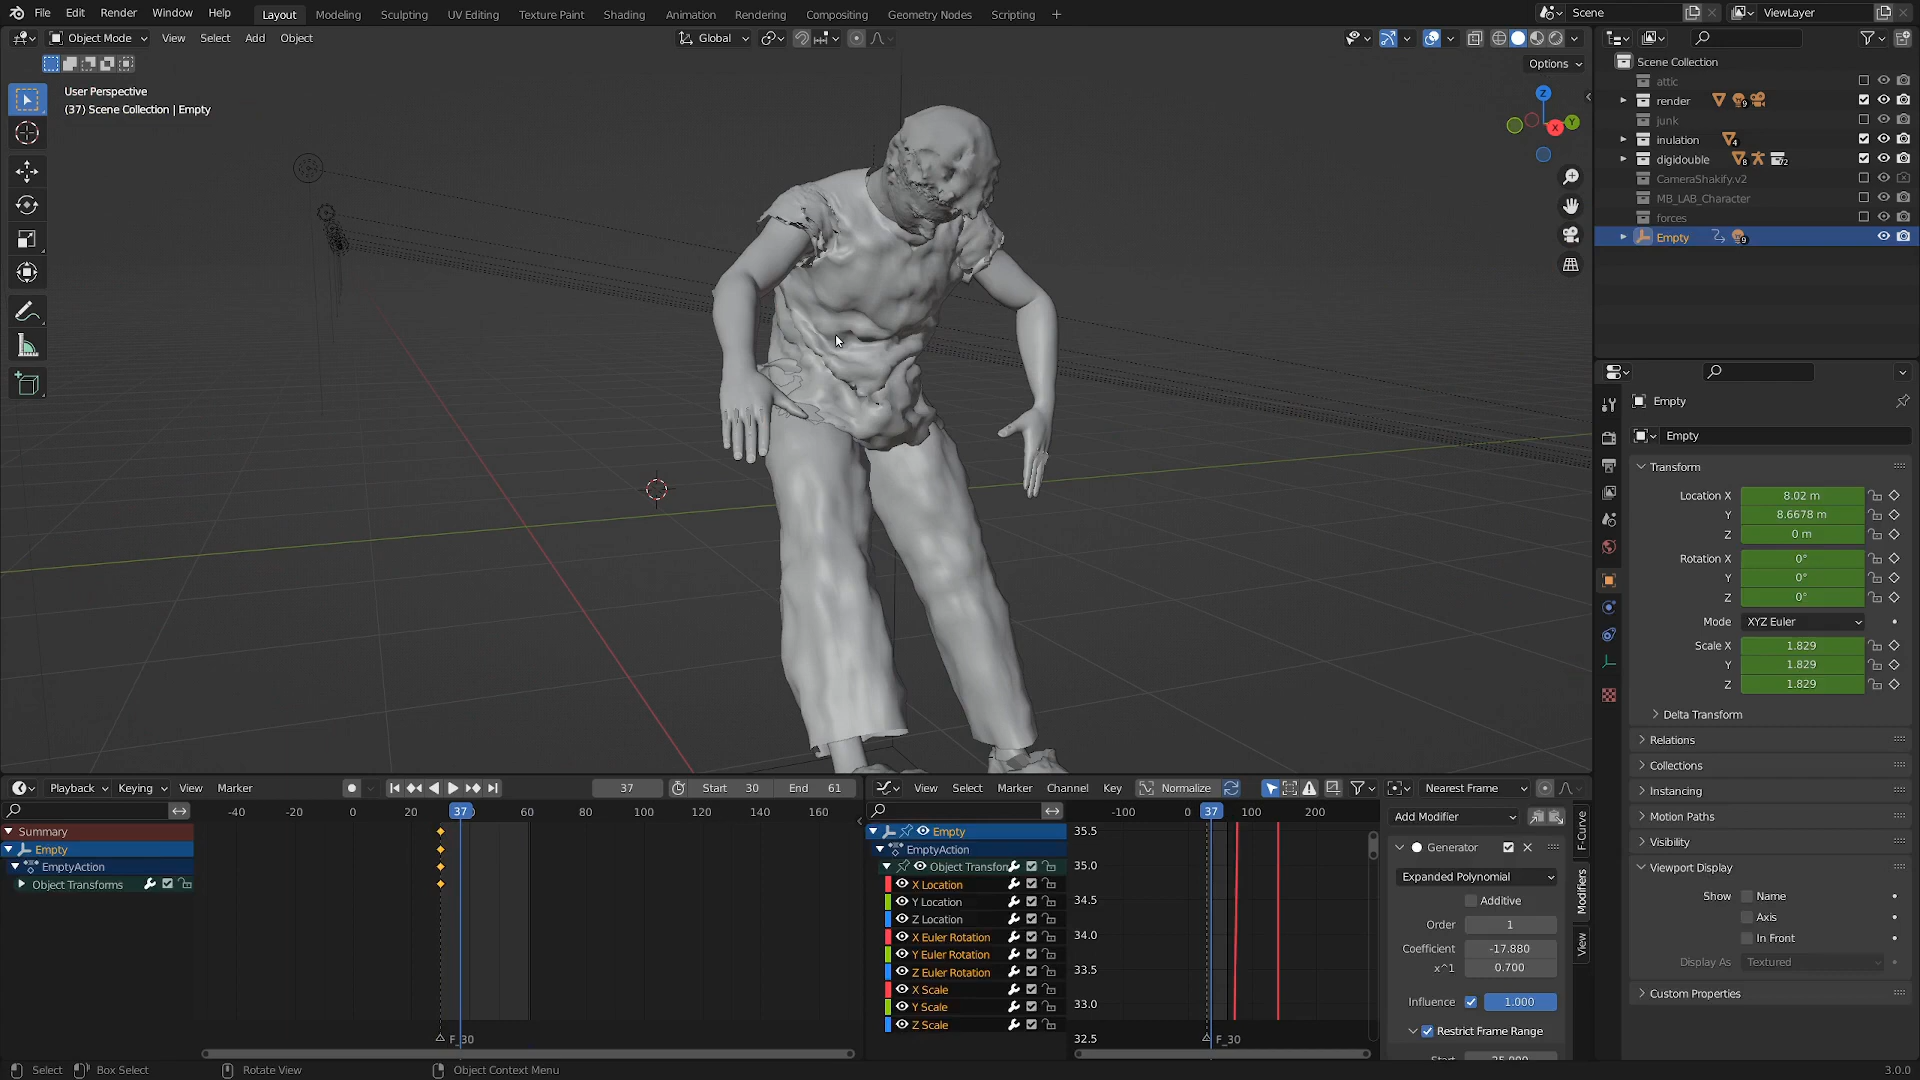 File Edit Render Window Help Layout Modeling Sculpting UV Editing Texture Paint Shading Animation Rendering Compositing Geometry Nodes Scripting + Scene ViewLayer
Object Mode View Select Add Object Global
Options
User Perspective
(37) Scene Collection | Empty
Z
Y
X
Scene Collection
attic
render 9
junk
inulation 4
digidouble 8 72
CameraShakify.v2
MB_LAB_Character
forces
Empty 9
Empty
Empty
Transform
Location X 8.02 m
Y 8.6678 m
Z 0 m
Rotation X 0°
Y 0°
Z 0°
Mode XYZ Euler
Scale X 1.829
Y 1.829
Z 1.829
Delta Transform
Relations
Collections
Instancing
Motion Paths
Visibility
Viewport Display
Show Name
Axis
In Front
Display As Textured
Custom Properties
Playback Keying View Marker 37 Start 30 End 61
-40 -20 0 20 37 60 80 100 120 140 160
Summary
Empty
EmptyAction
Object Transforms
F_30
View Select Marker Channel Key Normalize Nearest Frame
-100 0 37 100 200
Empty 35.5
EmptyAction
Object Transforn 35.0
X Location
Y Location 34.5
Z Location
X Euler Rotation 34.0
Y Euler Rotation
Z Euler Rotation 33.5
X Scale
Y Scale 33.0
Z Scale
32.5 F_30
Add Modifier
Generator
Expanded Polynomial
Additive
Order 1
Coefficient -17.880
x^1 0.700
Influence 1.000
Restrict Frame Range
F-Curve
Modifiers
View
Select Box Select Rotate View Object Context Menu 3.0.0